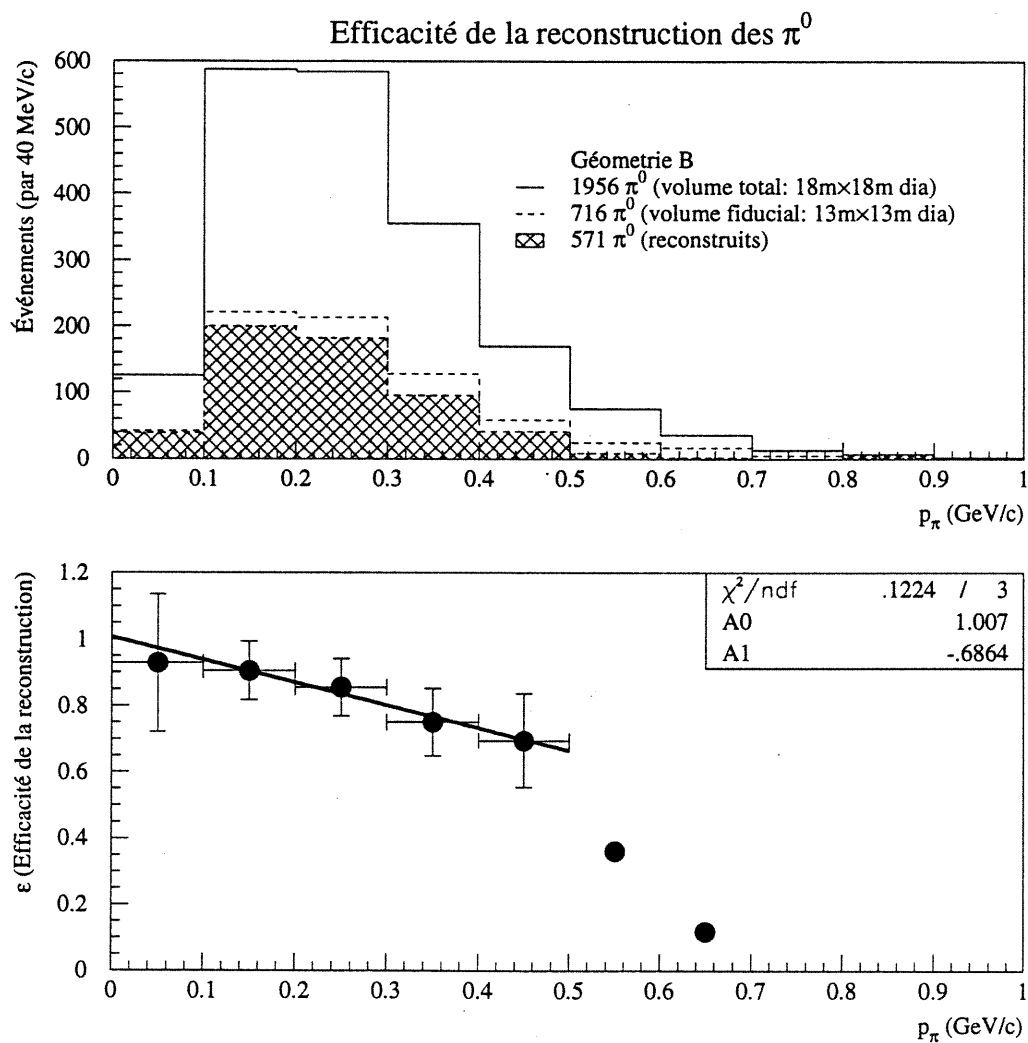 Efficacité de la reconstruction des π⁰
Événements (par 40 MeV/c)
600
500
400
300
200
100
0
Géometrie B
1956 π⁰ (volume total: 18m×18m dia)
716 π⁰ (volume fiducial: 13m×13m dia)
571 π⁰ (reconstruits)
0 0.1 0.2 0.3 0.4 0.5 0.6 0.7 0.8 0.9 1
pπ (GeV/c)
ε (Efficacité de la reconstruction)
1.2
1
0.8
0.6
0.4
0.2
0
χ²/ndf .1224 / 3
A0 1.007
A1 -.6864
0 0.1 0.2 0.3 0.4 0.5 0.6 0.7 0.8 0.9 1
pπ (GeV/c)